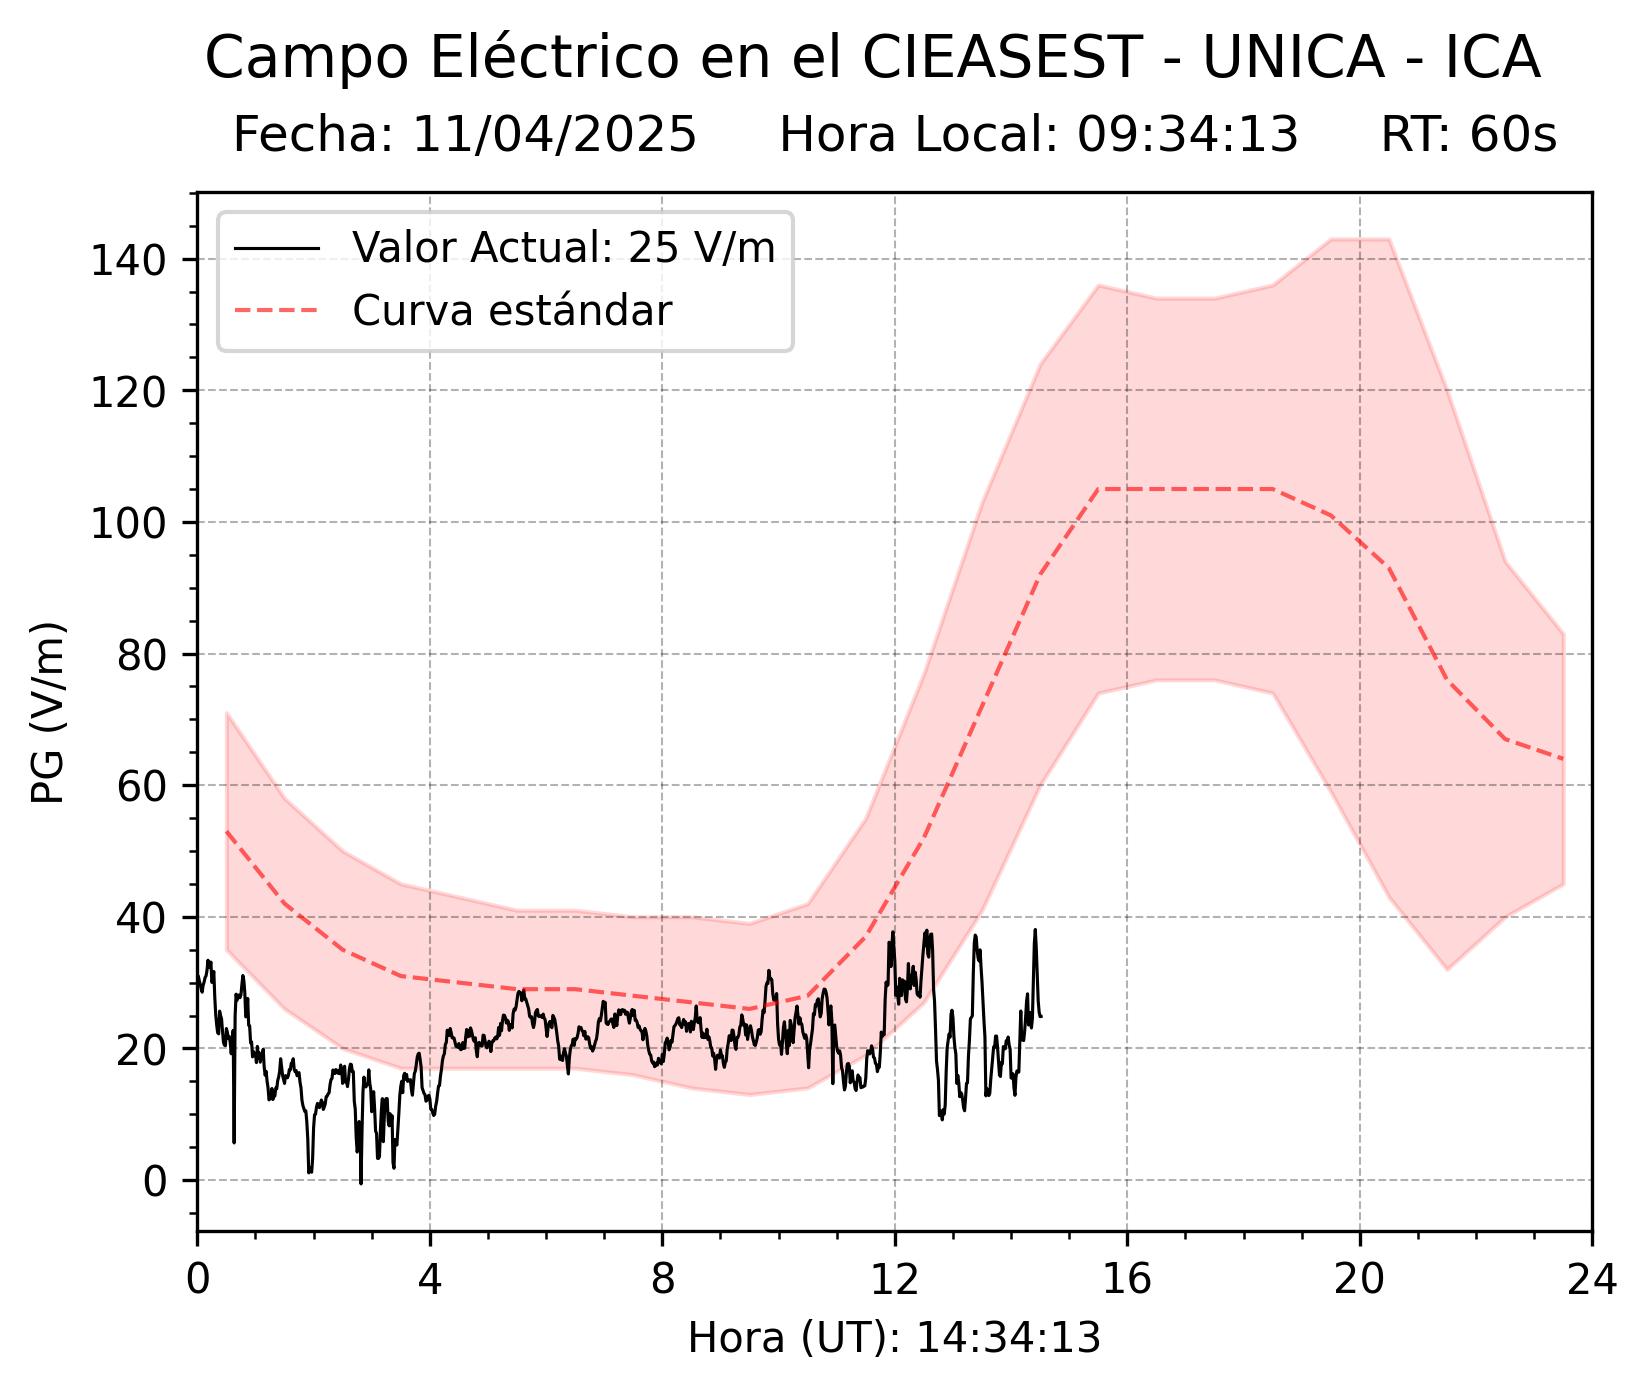 Campo Eléctrico en el CIEASEST - UNICA - ICA
Fecha: 11/04/2025 Hora Local: 09:34:13 RT: 60s
Valor Actual: 25 V/m
Curva estándar
PG (V/m)
140
120
100
80
60
40
20
0
0 4 8 12 16 20 24
Hora (UT): 14:34:13